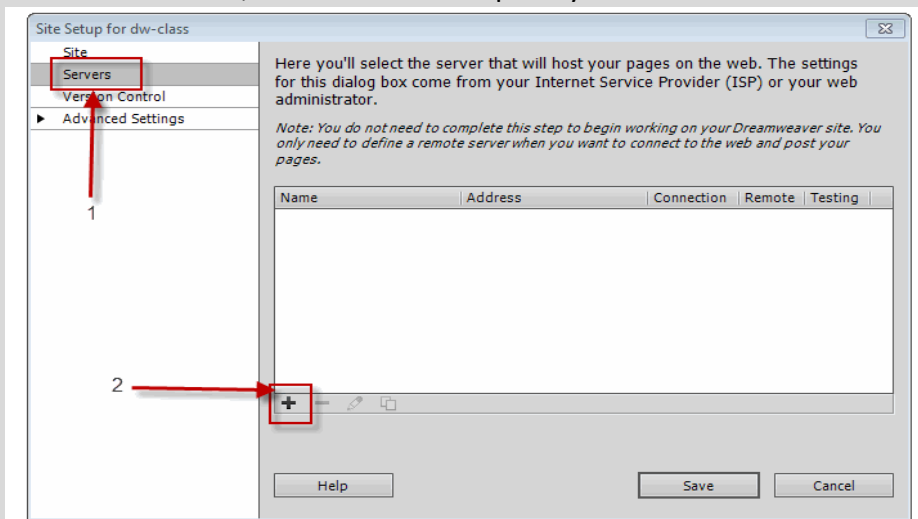 Site Setup for dw-class
Site
Servers
Version Control
Advanced Settings
1
2
Here you'll select the server that will host your pages on the web. The settings
for this dialog box come from your Internet Service Provider (ISP) or your web
administrator.
Note: You do not need to complete this step to begin working on your Dreamweaver site. You
only need to define a remote server when you want to connect to the web and post your
pages.
Name Address Connection Remote Testing
Help Save Cancel